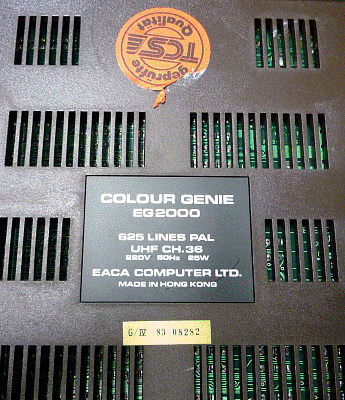 geprüfte
TCS
Qualität
COLOUR GENIE
EG2000
625 LINES PAL
UHF CH.36
220V 50Hz 25W
EACA COMPUTER LTD.
MADE IN HONG KONG
G/IV 83 08282